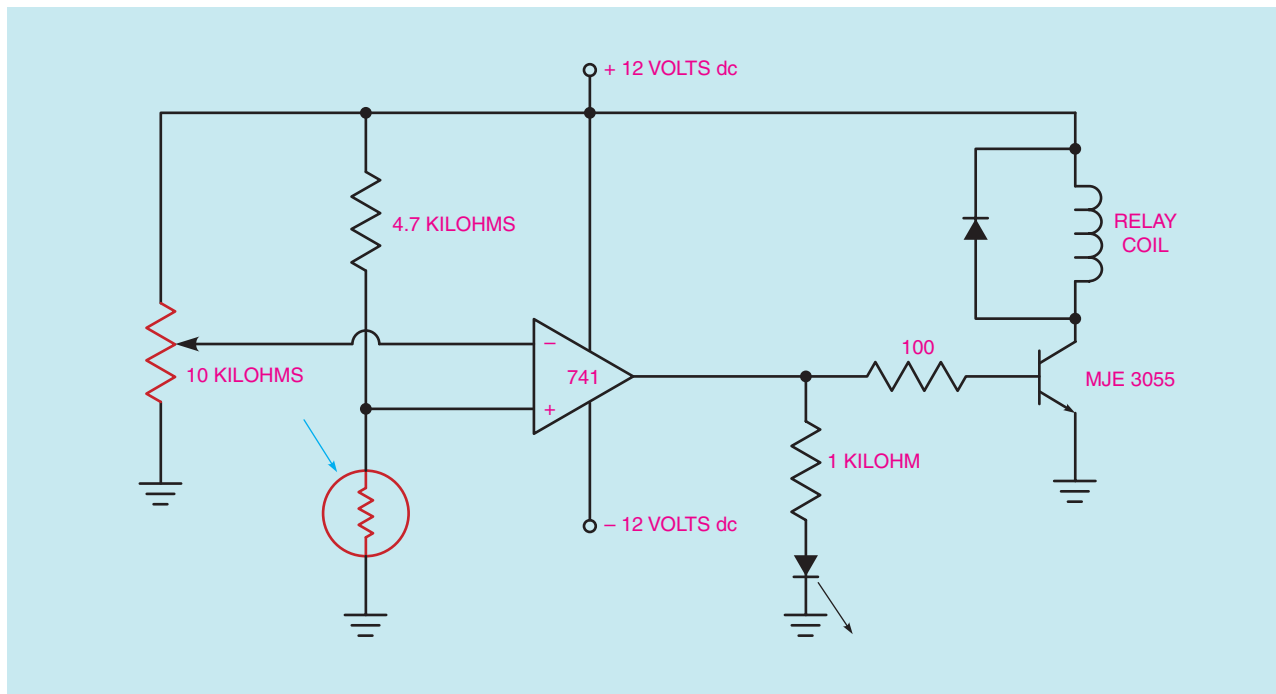 + 12 VOLTS dc
4.7 KILOHMS
RELAY
COIL
–
10 KILOHMS
741
100
MJE 3055
+
1 KILOHM
– 12 VOLTS dc